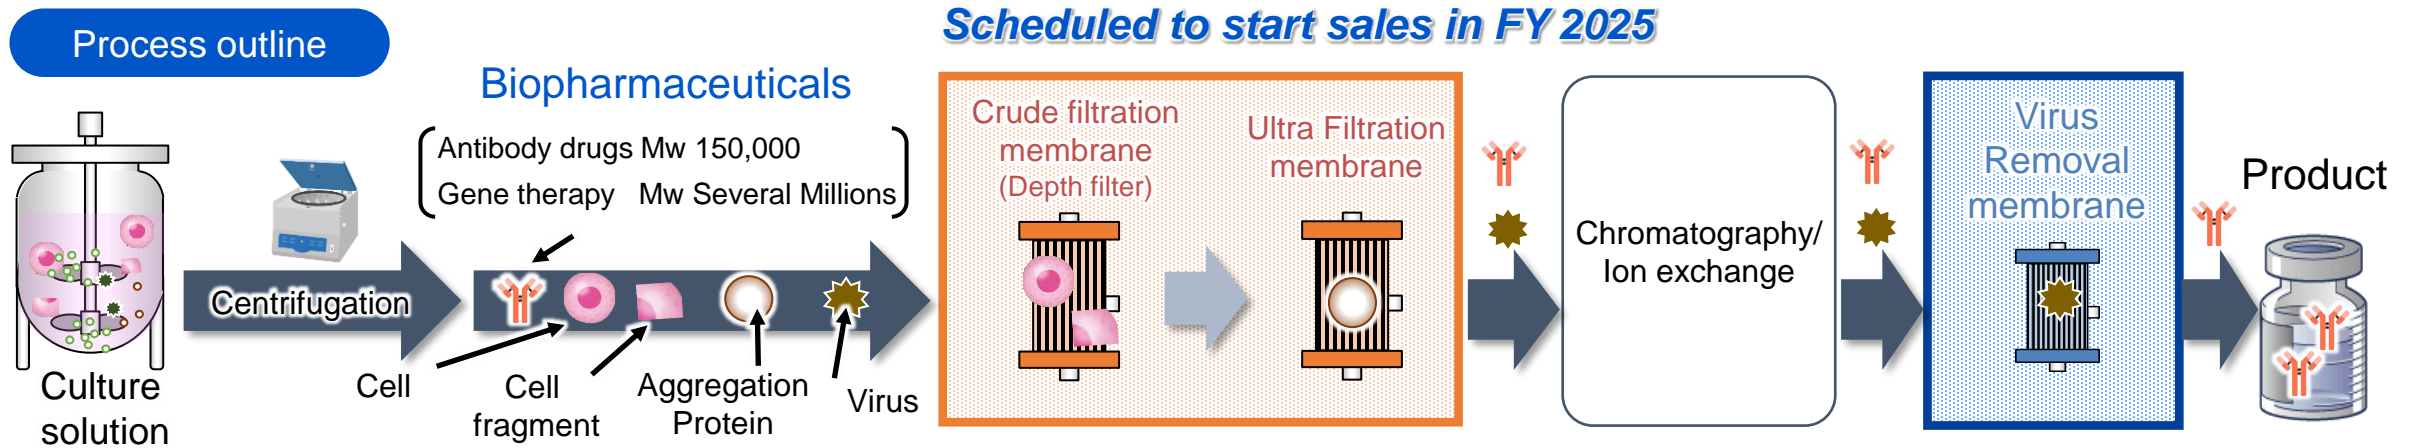 Process outline
Scheduled to start sales in FY 2025
Biopharmaceuticals
Antibody drugs Mw 150,000
Gene therapy Mw Several Millions
Culture
solution
Centrifugation
Cell
Cell
fragment
Aggregation
Protein
Virus
Crude filtration
membrane
(Depth filter)
Ultra Filtration
membrane
Chromatography/
Ion exchange
Virus
Removal
membrane
Product